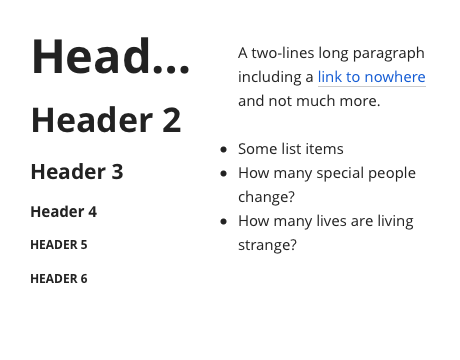 Head...
Header 2
Header 3
Header 4
HEADER 5
HEADER 6
A two-lines long paragraph
including a link to nowhere
and not much more.
• Some list items
• How many special people
change?
• How many lives are living
strange?